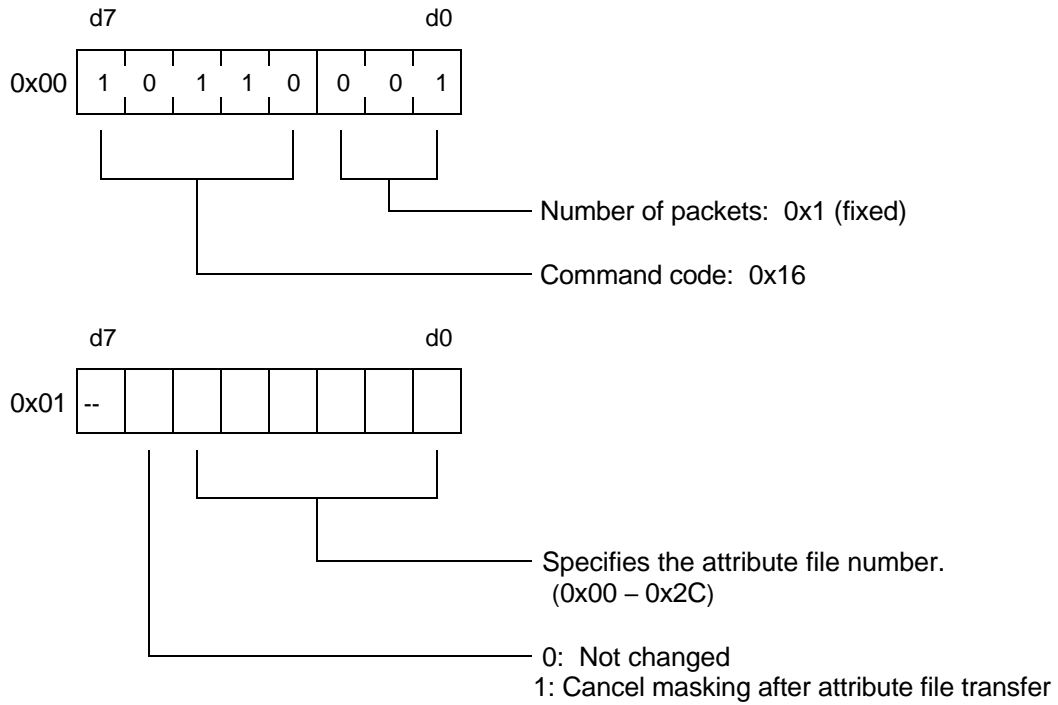 d7 d0
0x00 1 0 1 1 0 0 0 1
Number of packets: 0x1 (fixed)
Command code: 0x16
d7 d0
0x01 --
Specifies the attribute file number.
(0x00 – 0x2C)
0: Not changed
1: Cancel masking after attribute file transfer